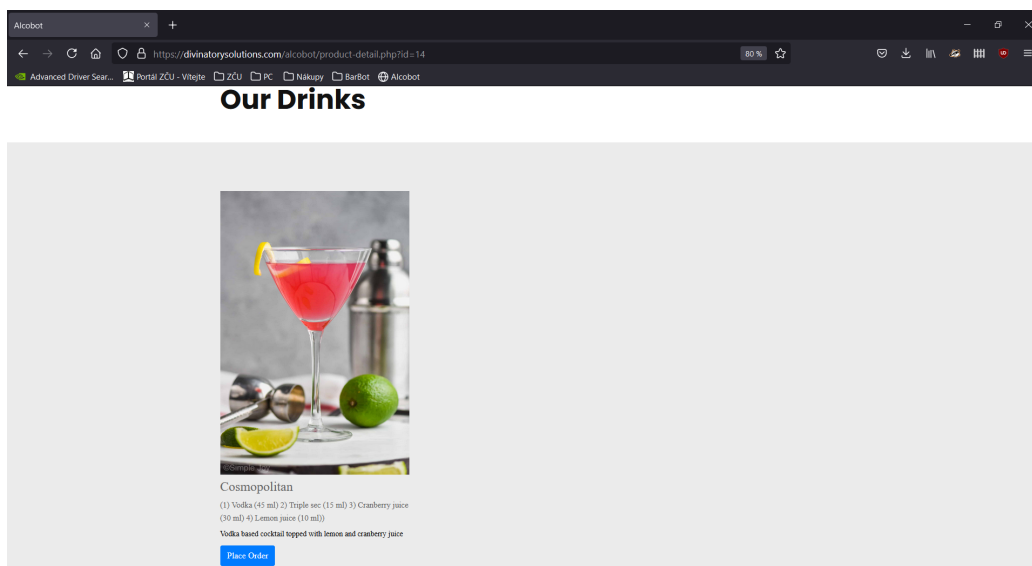 Alcobot
https://divinatorysolutions.com/alcobot/product-detail.php?id=14
80 %
Advanced Driver Sear... Portál ZČU - Vítejte ZČU PC Nákupy BarBot Alcobot
Our Drinks
©Simple Joy
Cosmopolitan
(1) Vodka (45 ml) 2) Triple sec (15 ml) 3) Cranberry juice
(30 ml) 4) Lemon juice (10 ml))
Vodka based cocktail topped with lemon and cranberry juice
Place Order